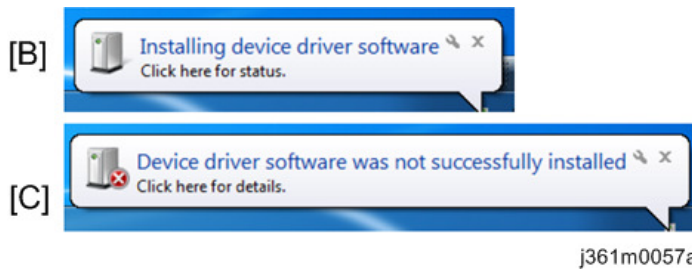 [B]
Installing device driver software
Click here for status.
[C]
Device driver software was not successfully installed
Click here for details.
j361m0057a